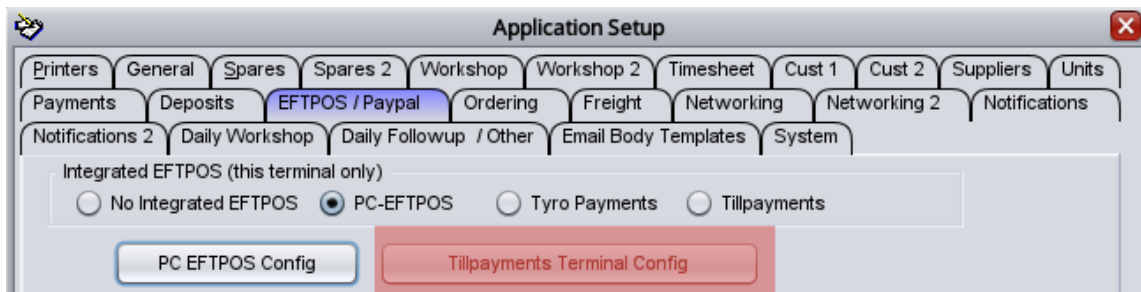 Application Setup
Printers General Spares Spares 2 Workshop Workshop 2 Timesheet Cust 1 Cust 2 Suppliers Units
Payments Deposits EFTPOS / Paypal Ordering Freight Networking Networking 2 Notifications
Notifications 2 Daily Workshop Daily Followup / Other Email Body Templates System
Integrated EFTPOS (this terminal only)
No Integrated EFTPOS PC-EFTPOS Tyro Payments Tillpayments
PC EFTPOS Config Tillpayments Terminal Config